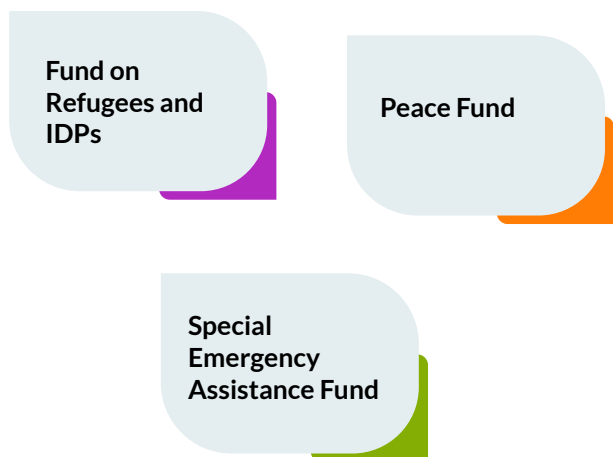 Fund on
Refugees and
IDPs
Peace Fund
Special
Emergency
Assistance Fund